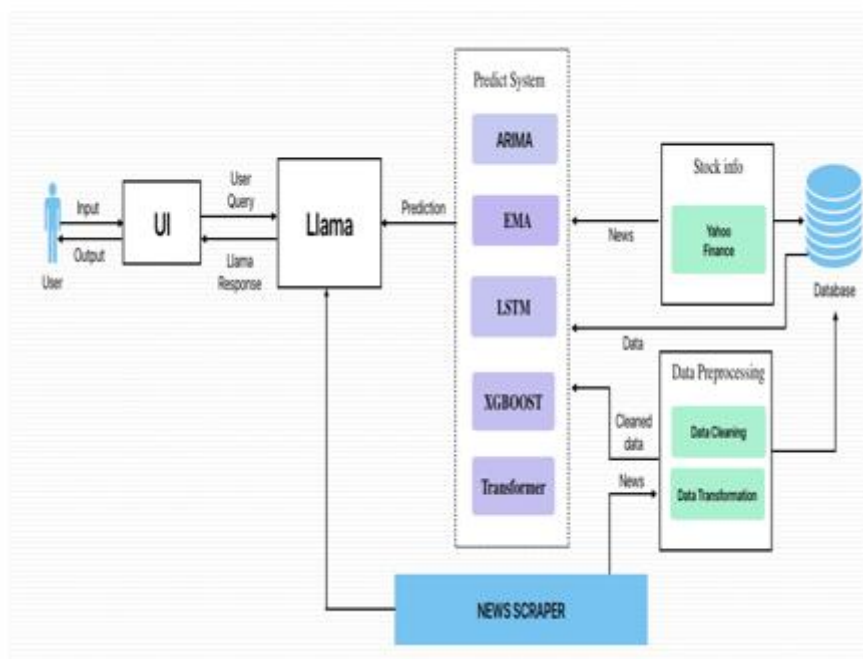 Predict System
ARIMA
EMA
LSTM
XGBOOST
Transformer
Input
Output
User
UI
User
Query
Llama
Response
Llama
Prediction
Stock info
Yahoo
Finance
News
Database
Data
Data Preprocessing
Data Cleaning
Data Transformation
Cleaned
data
News
NEWS SCRAPER